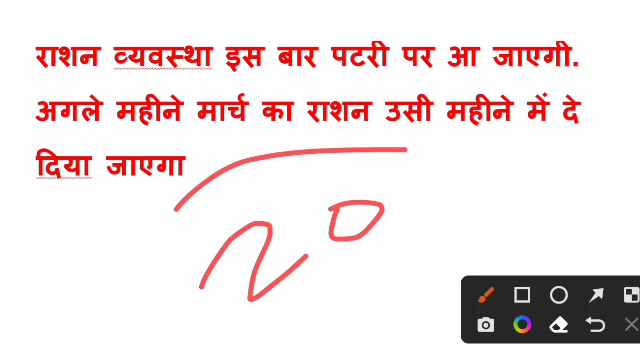 राशन व्यवस्था इस बार पटरी पर आ जाएगी.
अगले महीने मार्च का राशन उसी महीने में दे
दिया जाएगा